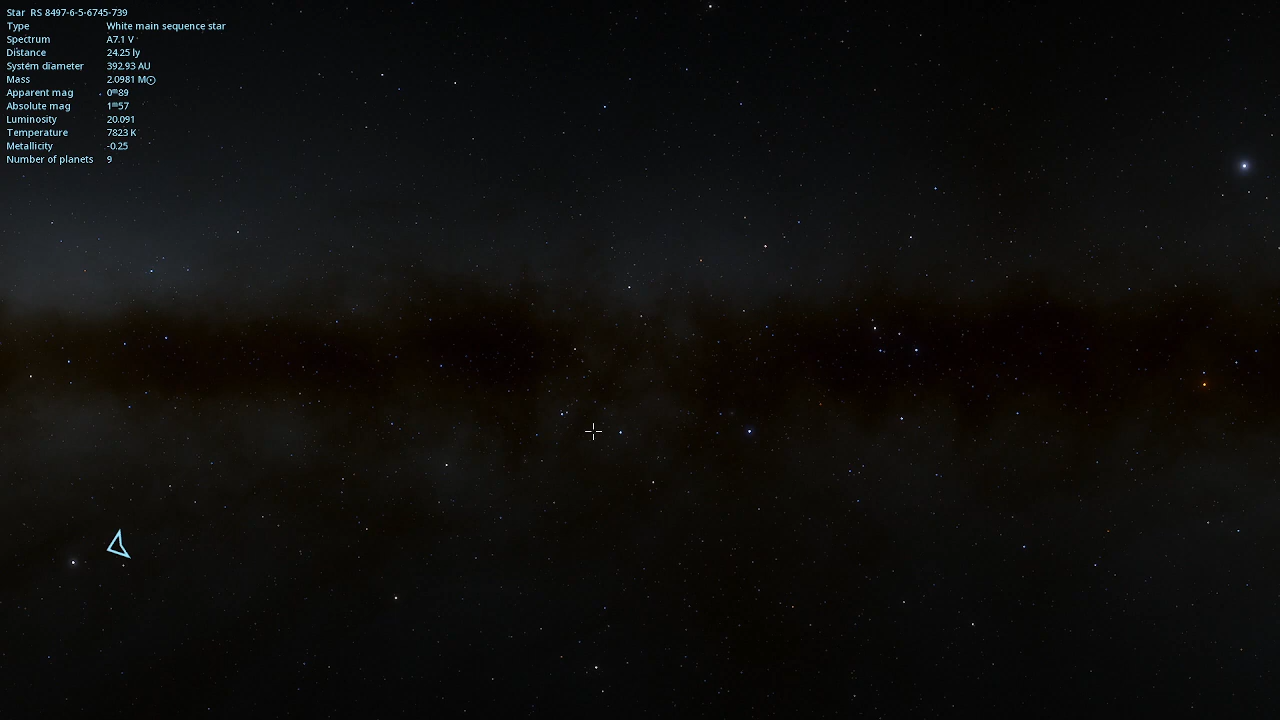 Star RS 8497-6-5-6745-739
Type White main sequence star
Spectrum A7.1 V
Distance 24.25 ly
System diameter 392.93 AU
Mass 2.0981 M☉
Apparent mag 0ᵐ89
Absolute mag 1ᵐ57
Luminosity 20.091
Temperature 7823 K
Metallicity -0.25
Number of planets 9